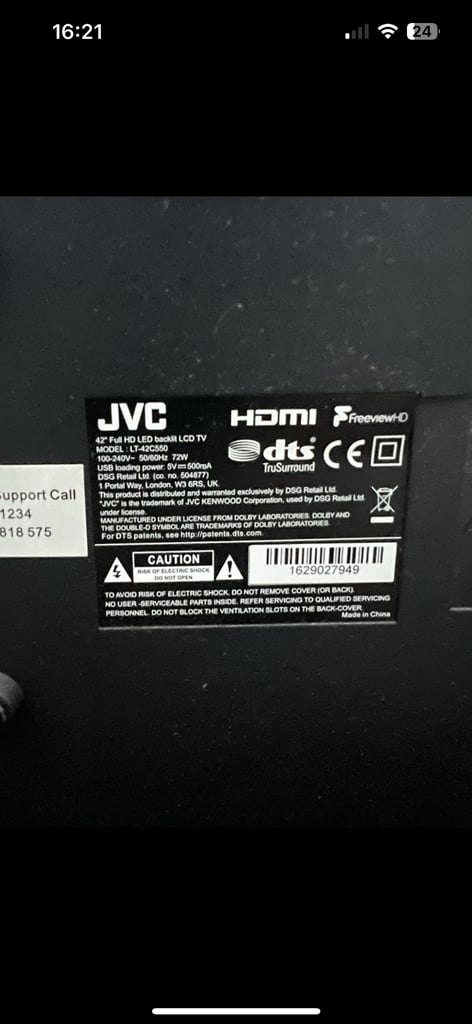 16:21
24
JVC
HDMI
FreeviewHD
42" Full HD LED backlit LCD TV
MODEL: LT-42C550
100-240V~ 50/60Hz 72W
USB loading power: 5V⎓500mA
DSG Retail Ltd. (co. no. 504877)
1 Portal Way, London, W3 6RS, UK.
dts
TruSurround
CE
This product is distributed and warranted exclusively by DSG Retail Ltd.
"JVC" is the trademark of JVC KENWOOD Corporation, used by DSG Retail Ltd.
under license.
MANUFACTURED UNDER LICENSE FROM DOLBY LABORATORIES. DOLBY AND
THE DOUBLE-D SYMBOL ARE TRADEMARKS OF DOLBY LABORATORIES.
For DTS patents, see http://patents.dts.com.
upport Call
1234
818 575
CAUTION
RISK OF ELECTRIC SHOCK
DO NOT OPEN
1629027949
TO AVOID RISK OF ELECTRIC SHOCK, DO NOT REMOVE COVER (OR BACK).
NO USER -SERVICEABLE PARTS INSIDE. REFER SERVICING TO QUALIFIED SERVICING
PERSONNEL. DO NOT BLOCK THE VENTILATION SLOTS ON THE BACK-COVER.
Made in China